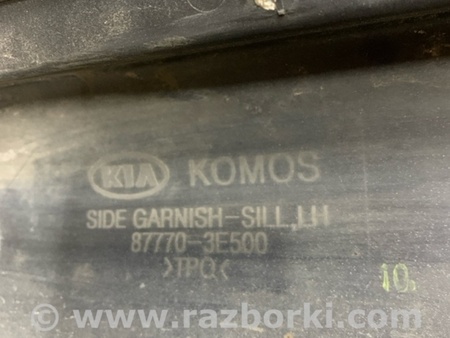 KIA KOMOS
SIDE GARNISH-SILL,LH
87770-3E500
>TPO<
10.
www.razborki.com